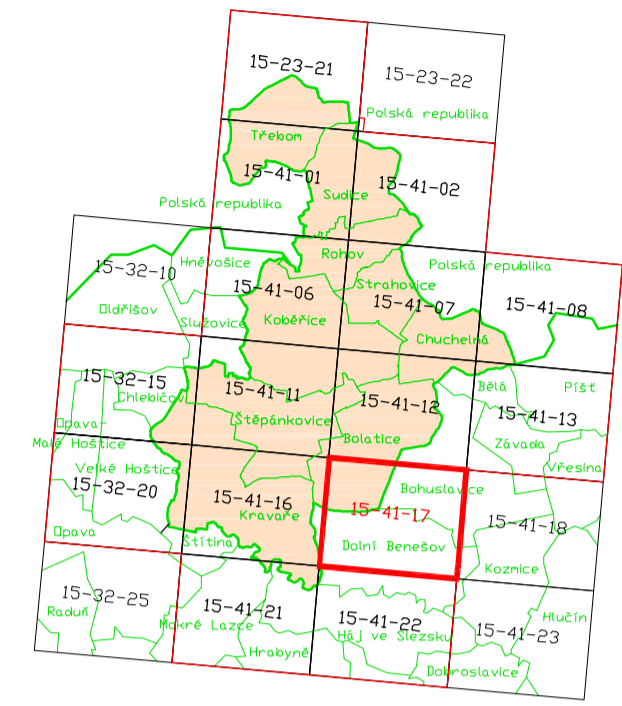 15-23-21
15-23-22
Polská republika
Třebom
15-41-01
Sudice
15-41-02
Polská republika
Hněvošice
Rohov
Polská republika
15-32-10
15-41-06
Strahovice
15-41-07
15-41-08
Oldřišov
Služovice
Kobeřice
Chuchelná
15-32-15
Chlebičov
15-41-11
15-41-12
Bělá
Píšť
15-41-13
Opava-
Malé Hoštice
Štěpánkovice
Bolatice
Závada
Velké Hoštice
Vřesina
15-32-20
15-41-16
Kravaře
Bohuslavice
15-41-17
15-41-18
Opava
Štítina
Dolní Benešov
Kozmice
15-32-25
Raduň
15-41-21
Mokré Lazce
15-41-22
Háj ve Slezsku
15-41-23
Hlučín
Hrabyně
Dobroslavice